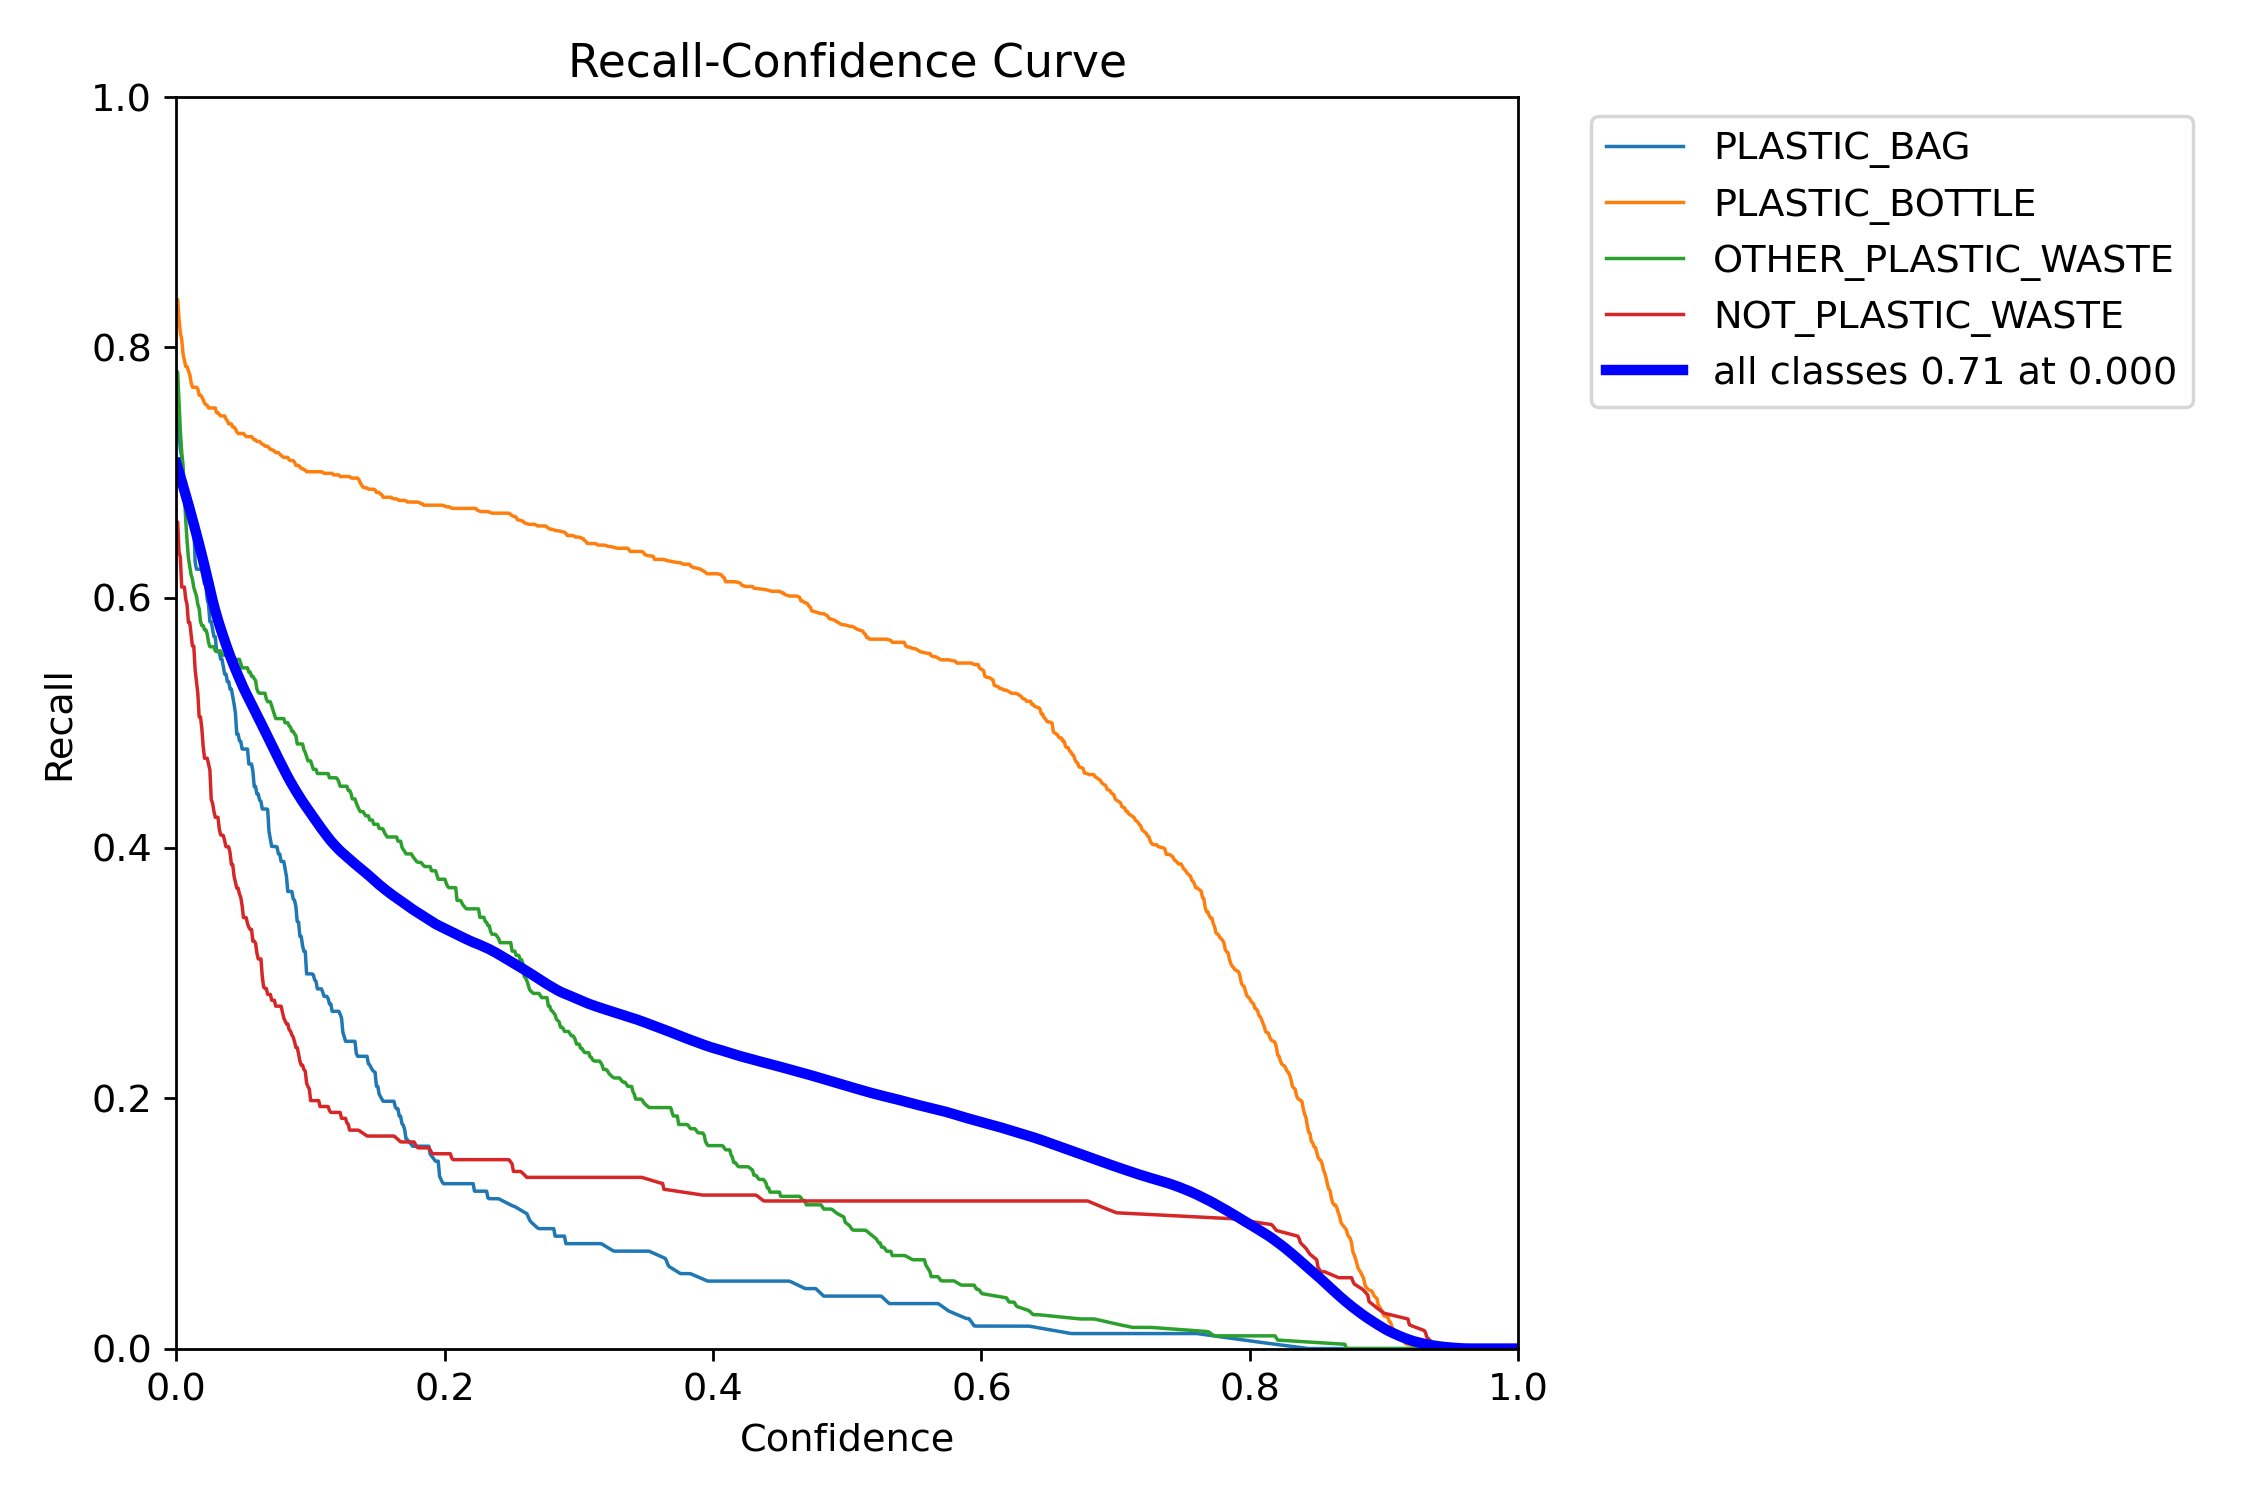 Recall-Confidence Curve
1.0
0.8
0.6
0.4
0.2
0.0
Recall
0.0 0.2 0.4 0.6 0.8 1.0
Confidence
PLASTIC_BAG
PLASTIC_BOTTLE
OTHER_PLASTIC_WASTE
NOT_PLASTIC_WASTE
all classes 0.71 at 0.000